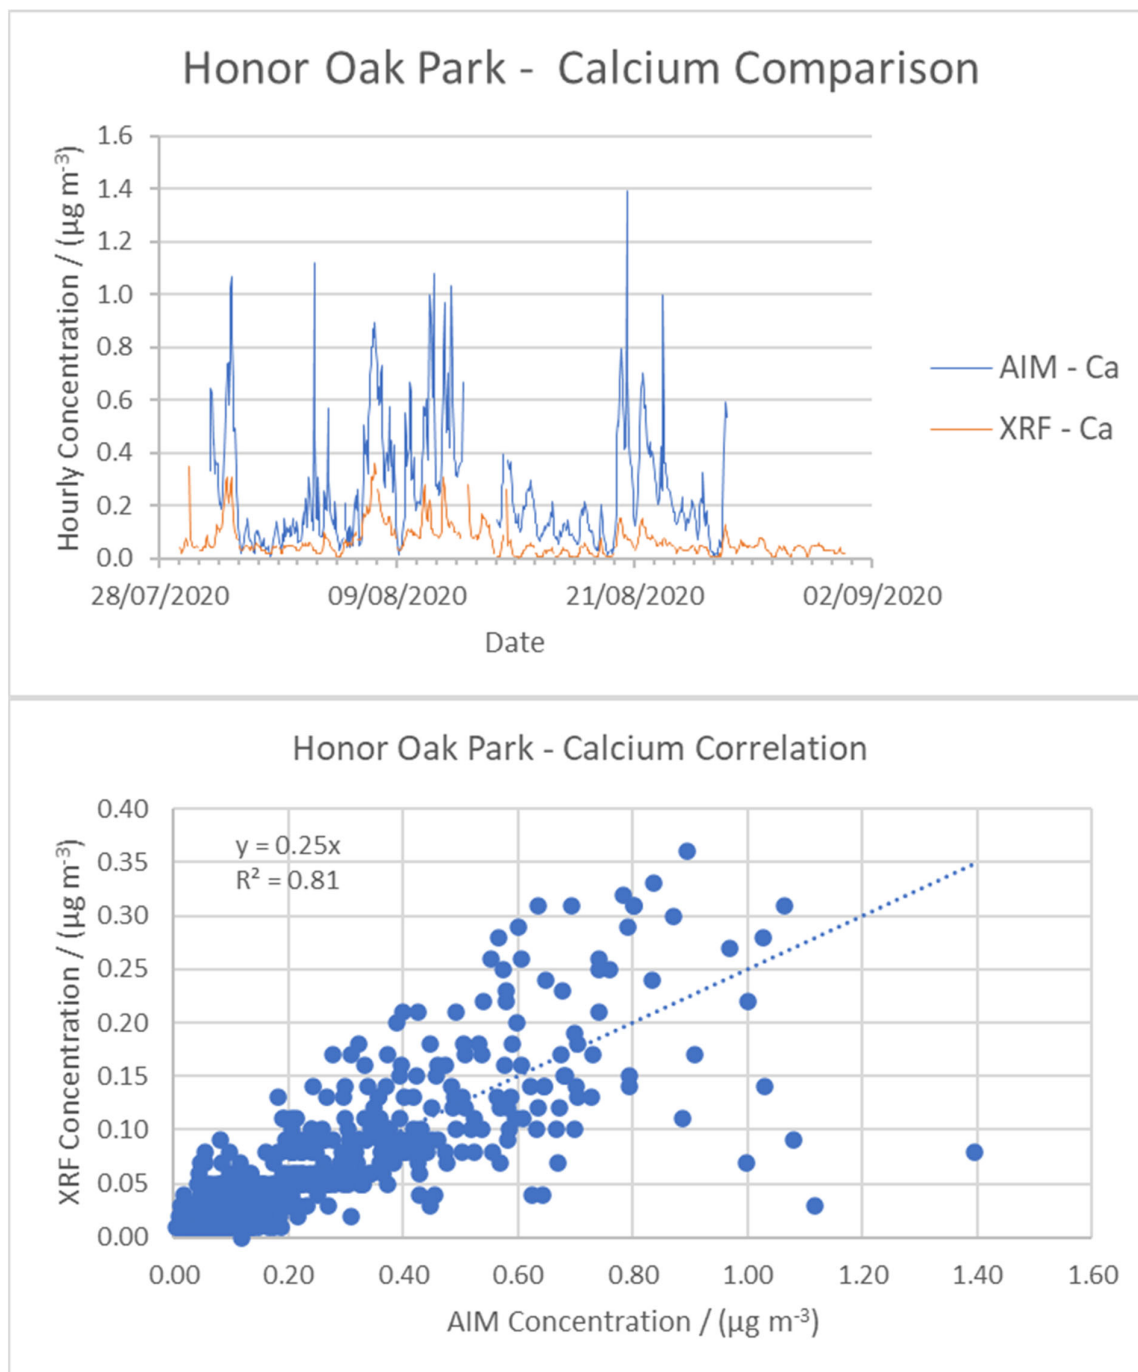 Honor Oak Park - Calcium Comparison
Hourly Concentration / (µg m⁻³)
1.6
1.4
1.2
1.0
0.8
0.6
0.4
0.2
0.0
28/07/2020 09/08/2020 21/08/2020 02/09/2020
Date
AIM - Ca
XRF - Ca
Honor Oak Park - Calcium Correlation
XRF Concentration / (µg m⁻³)
0.40
0.35
0.30
0.25
0.20
0.15
0.10
0.05
0.00
y = 0.25x
R² = 0.81
0.00 0.20 0.40 0.60 0.80 1.00 1.20 1.40 1.60
AIM Concentration / (µg m⁻³)